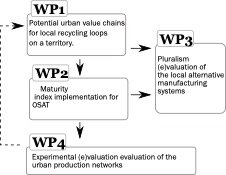 WP1
Potential urban value chains
for local recycling loops
on a territory.
WP3
Pluralism
(e)valuation of
the local alternative
manufacturing
systems
WP2
Maturity
index implementation for
OSAT
WP4
Experimental (e)valuation evaluation of the
urban production networks